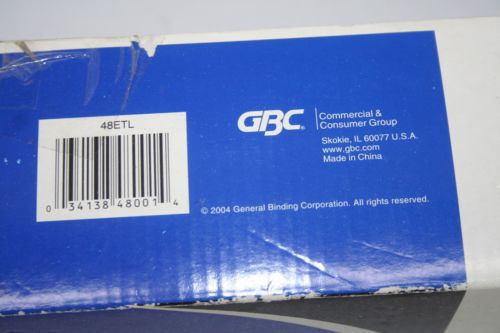 48ETL
0 34138 48001 4
GBC®
Commercial &
Consumer Group
Skokie, IL 60077 U.S.A.
www.gbc.com
Made in China
© 2004 General Binding Corporation. All rights reserved.